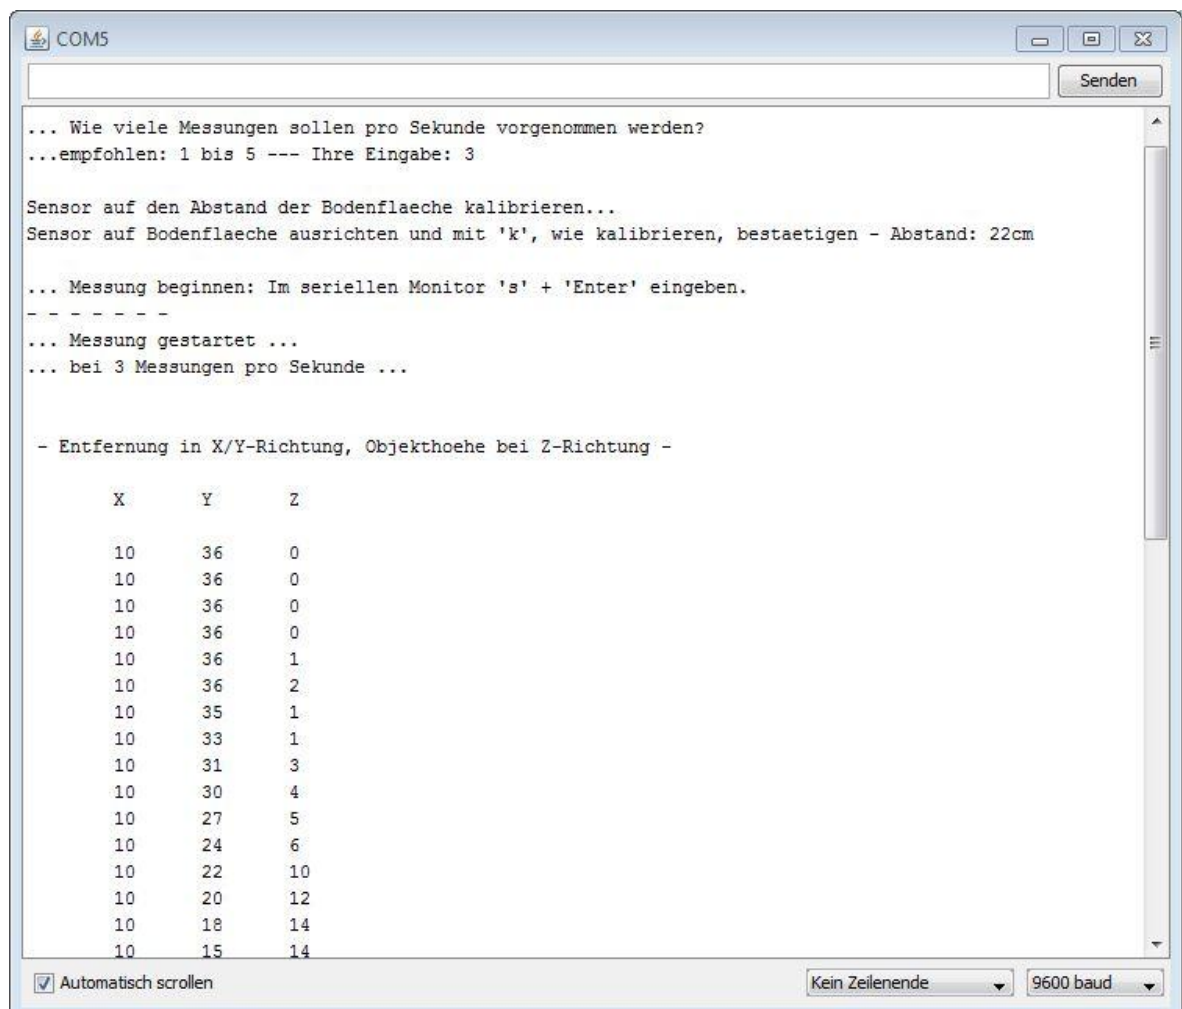 COM5
Senden
... Wie viele Messungen sollen pro Sekunde vorgenommen werden?
...empfohlen: 1 bis 5 --- Ihre Eingabe: 3
Sensor auf den Abstand der Bodenflaeche kalibrieren...
Sensor auf Bodenflaeche ausrichten und mit 'k', wie kalibrieren, bestaetigen - Abstand: 22cm
... Messung beginnen: Im seriellen Monitor 's' + 'Enter' eingeben.
- - - - - - -
... Messung gestartet ...
... bei 3 Messungen pro Sekunde ...
- Entfernung in X/Y-Richtung, Objekthoehe bei Z-Richtung -
X Y Z
10 36 0
10 36 0
10 36 0
10 36 0
10 36 1
10 36 2
10 35 1
10 33 1
10 31 3
10 30 4
10 27 5
10 24 6
10 22 10
10 20 12
10 18 14
10 15 14
Automatisch scrollen
Kein Zeilenende
9600 baud